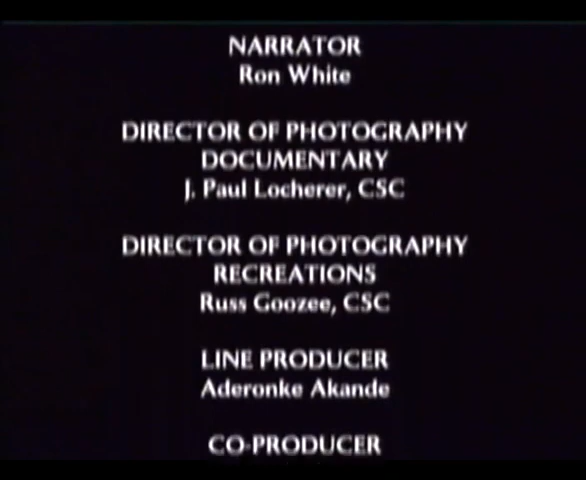 NARRATOR
Ron White
DIRECTOR OF PHOTOGRAPHY
DOCUMENTARY
J. Paul Locherer, CSC
DIRECTOR OF PHOTOGRAPHY
RECREATIONS
Russ Goozee, CSC
LINE PRODUCER
Aderonke Akande
CO-PRODUCER